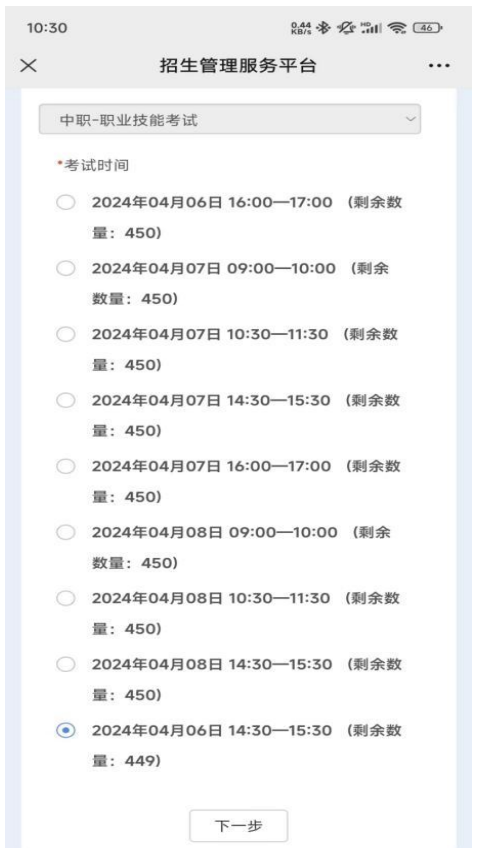 10:30
0.44 KB/s HD 46
招生管理服务平台
中职-职业技能考试
*考试时间
2024年04月06日 16:00—17:00 （剩余数
量：450）
2024年04月07日 09:00—10:00 （剩余
数量：450）
2024年04月07日 10:30—11:30 （剩余数
量：450）
2024年04月07日 14:30—15:30 （剩余数
量：450）
2024年04月07日 16:00—17:00 （剩余数
量：450）
2024年04月08日 09:00—10:00 （剩余
数量：450）
2024年04月08日 10:30—11:30 （剩余数
量：450）
2024年04月08日 14:30—15:30 （剩余数
量：450）
2024年04月06日 14:30—15:30 （剩余数
量：449）
下一步